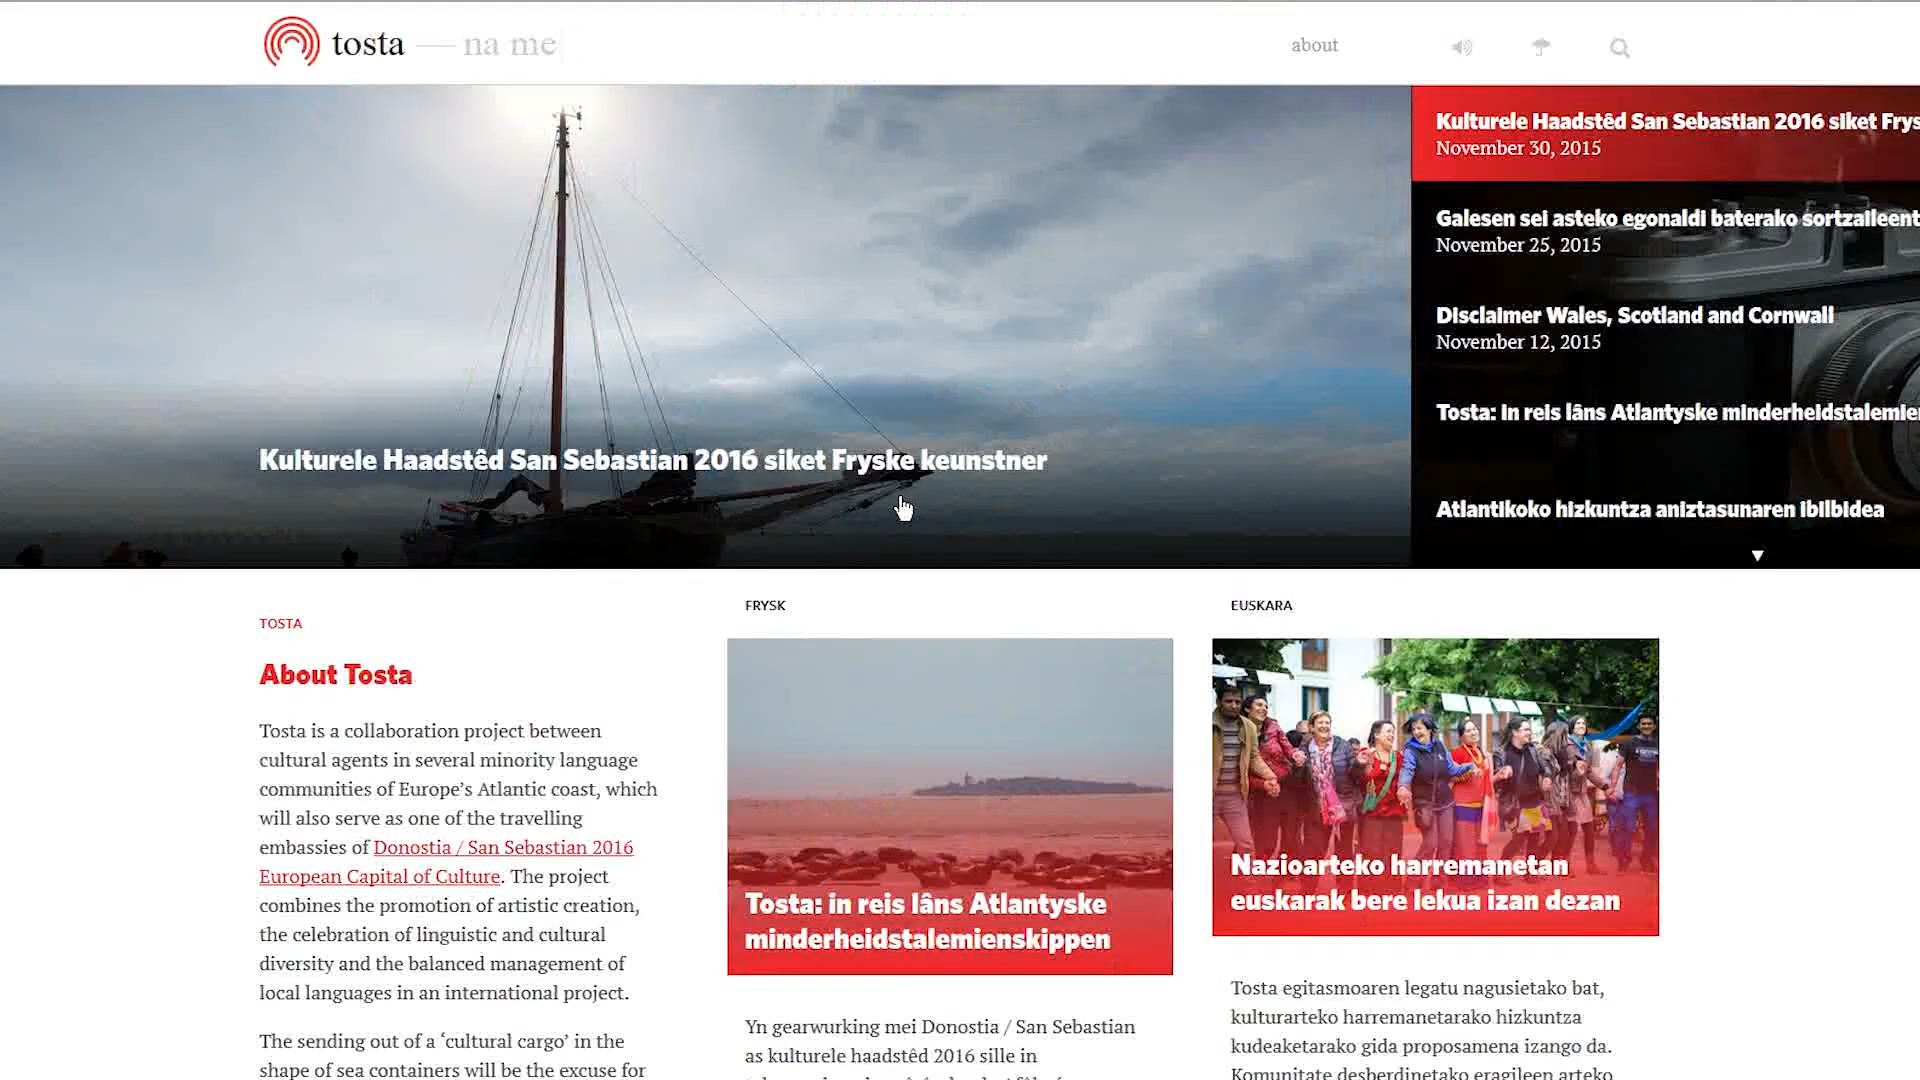 tosta — na me
about
Kulturele Haadstêd San Sebastian 2016 siket Frys
November 30, 2015
Galesen sei asteko egonaldi baterako sortzaileent
November 25, 2015
Disclaimer Wales, Scotland and Cornwall
November 12, 2015
Tosta: in reis lâns Atlantyske minderheidstalemie
Atlantikoko hizkuntza aniztasunaren ibilbidea
Kulturele Haadstêd San Sebastian 2016 siket Fryske keunstner
TOSTA
About Tosta
Tosta is a collaboration project between
cultural agents in several minority language
communities of Europe’s Atlantic coast, which
will also serve as one of the travelling
embassies of Donostia / San Sebastian 2016
European Capital of Culture. The project
combines the promotion of artistic creation,
the celebration of linguistic and cultural
diversity and the balanced management of
local languages in an international project.
The sending out of a ‘cultural cargo’ in the
shape of sea containers will be the excuse for
FRYSK
Tosta: in reis lâns Atlantyske
minderheidstalemienskippen
Yn gearwurking mei Donostia / San Sebastian
as kulturele haadstêd 2016 sille in
EUSKARA
Nazioarteko harremanetan
euskarak bere lekua izan dezan
Tosta egitasmoaren legatu nagusietako bat,
kulturarteko harremanetarako hizkuntza
kudeaketarako gida proposamena izango da.
Komunitate desberdinetako eragileen arteko